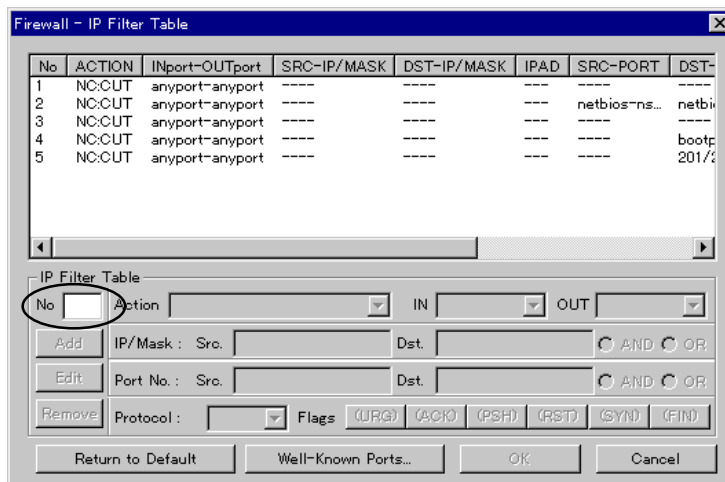 Firewall - IP Filter Table
No ACTION INport-OUTport SRC-IP/MASK DST-IP/MASK IPAD SRC-PORT DST-
1 NC:CUT anyport-anyport ---- ---- --- ----
2 NC:CUT anyport-anyport ---- ---- --- netbios-ns... netbi
3 NC:CUT anyport-anyport ---- ---- --- ---- ----
4 NC:CUT anyport-anyport ---- ---- --- ---- bootp
5 NC:CUT anyport-anyport ---- ---- --- ---- 201/2
IP Filter Table
No Action IN OUT
Add IP/Mask : Src. Dst. AND OR
Edit Port No. : Src. Dst. AND OR
Remove Protocol : Flags (URG) (ACK) (PSH) (RST) (SYN) (FIN)
Return to Default Well-Known Ports... OK Cancel